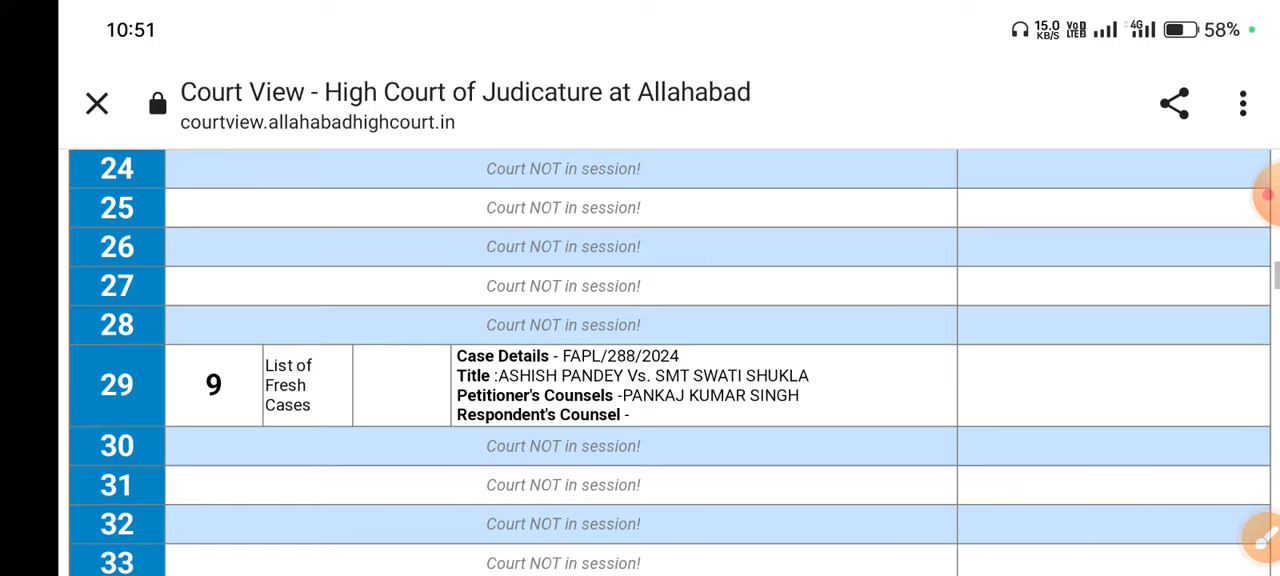 10:51
15.0 KB/S VoD LTE 4G 58%
Court View - High Court of Judicature at Allahabad
courtview.allahabadhighcourt.in
24 Court NOT in session!
25 Court NOT in session!
26 Court NOT in session!
27 Court NOT in session!
28 Court NOT in session!
29 9 List of Fresh Cases
Case Details - FAPL/288/2024
Title :ASHISH PANDEY Vs. SMT SWATI SHUKLA
Petitioner's Counsels -PANKAJ KUMAR SINGH
Respondent's Counsel -
30 Court NOT in session!
31 Court NOT in session!
32 Court NOT in session!
33 Court NOT in session!